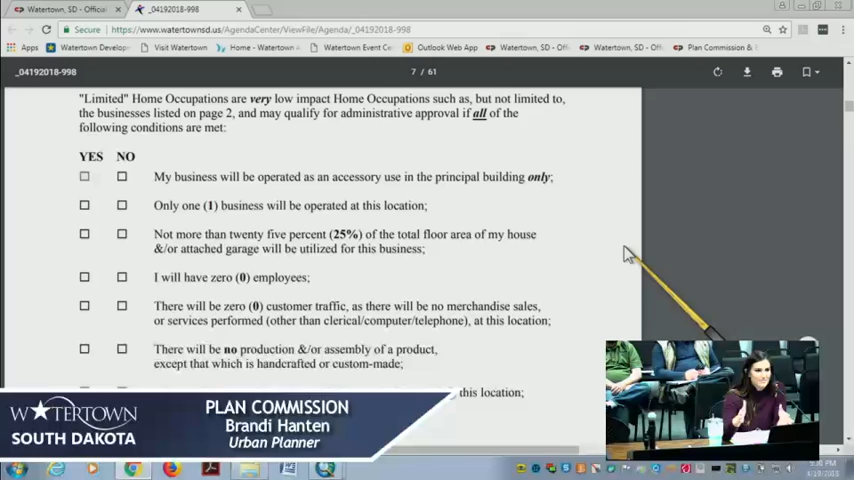 Watertown, SD - Official
_04192018-998
Secure
https://www.watertownsd.us/AgendaCenter/ViewFile/Agenda/_04192018-998
Apps
Watertown Develop
Visit Watertown
Home - Watertown A
Watertown Event Ce
Outlook Web App
Watertown, SD - Offi
Watertown, SD - Offi
Plan Commission &
_04192018-998
7 / 61
"Limited" Home Occupations are very low impact Home Occupations such as, but not limited to,
the businesses listed on page 2, and may qualify for administrative approval if all of the
following conditions are met:
YES NO
My business will be operated as an accessory use in the principal building only;
Only one (1) business will be operated at this location;
Not more than twenty five percent (25%) of the total floor area of my house
&/or attached garage will be utilized for this business;
I will have zero (0) employees;
There will be zero (0) customer traffic, as there will be no merchandise sales,
or services performed (other than clerical/computer/telephone), at this location;
There will be no production &/or assembly of a product,
except that which is handcrafted or custom-made;
this location;
WATERTOWN
SOUTH DAKOTA
PLAN COMMISSION
Brandi Hanten
Urban Planner
4/19/2018